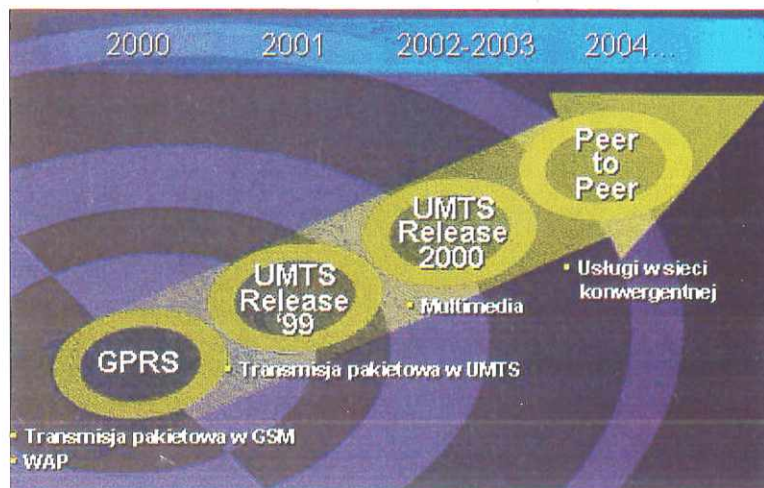 2000 2001 2002-2003 2004...
Peer
to
Peer
UMTS
Release
2000
UMTS
Release
'99
GPRS
• Usługi w sieci
konwergentnej
• Multimedia
• Transmisja pakietowa w UMTS
• Transmisja pakietowa w GSM
• WAP